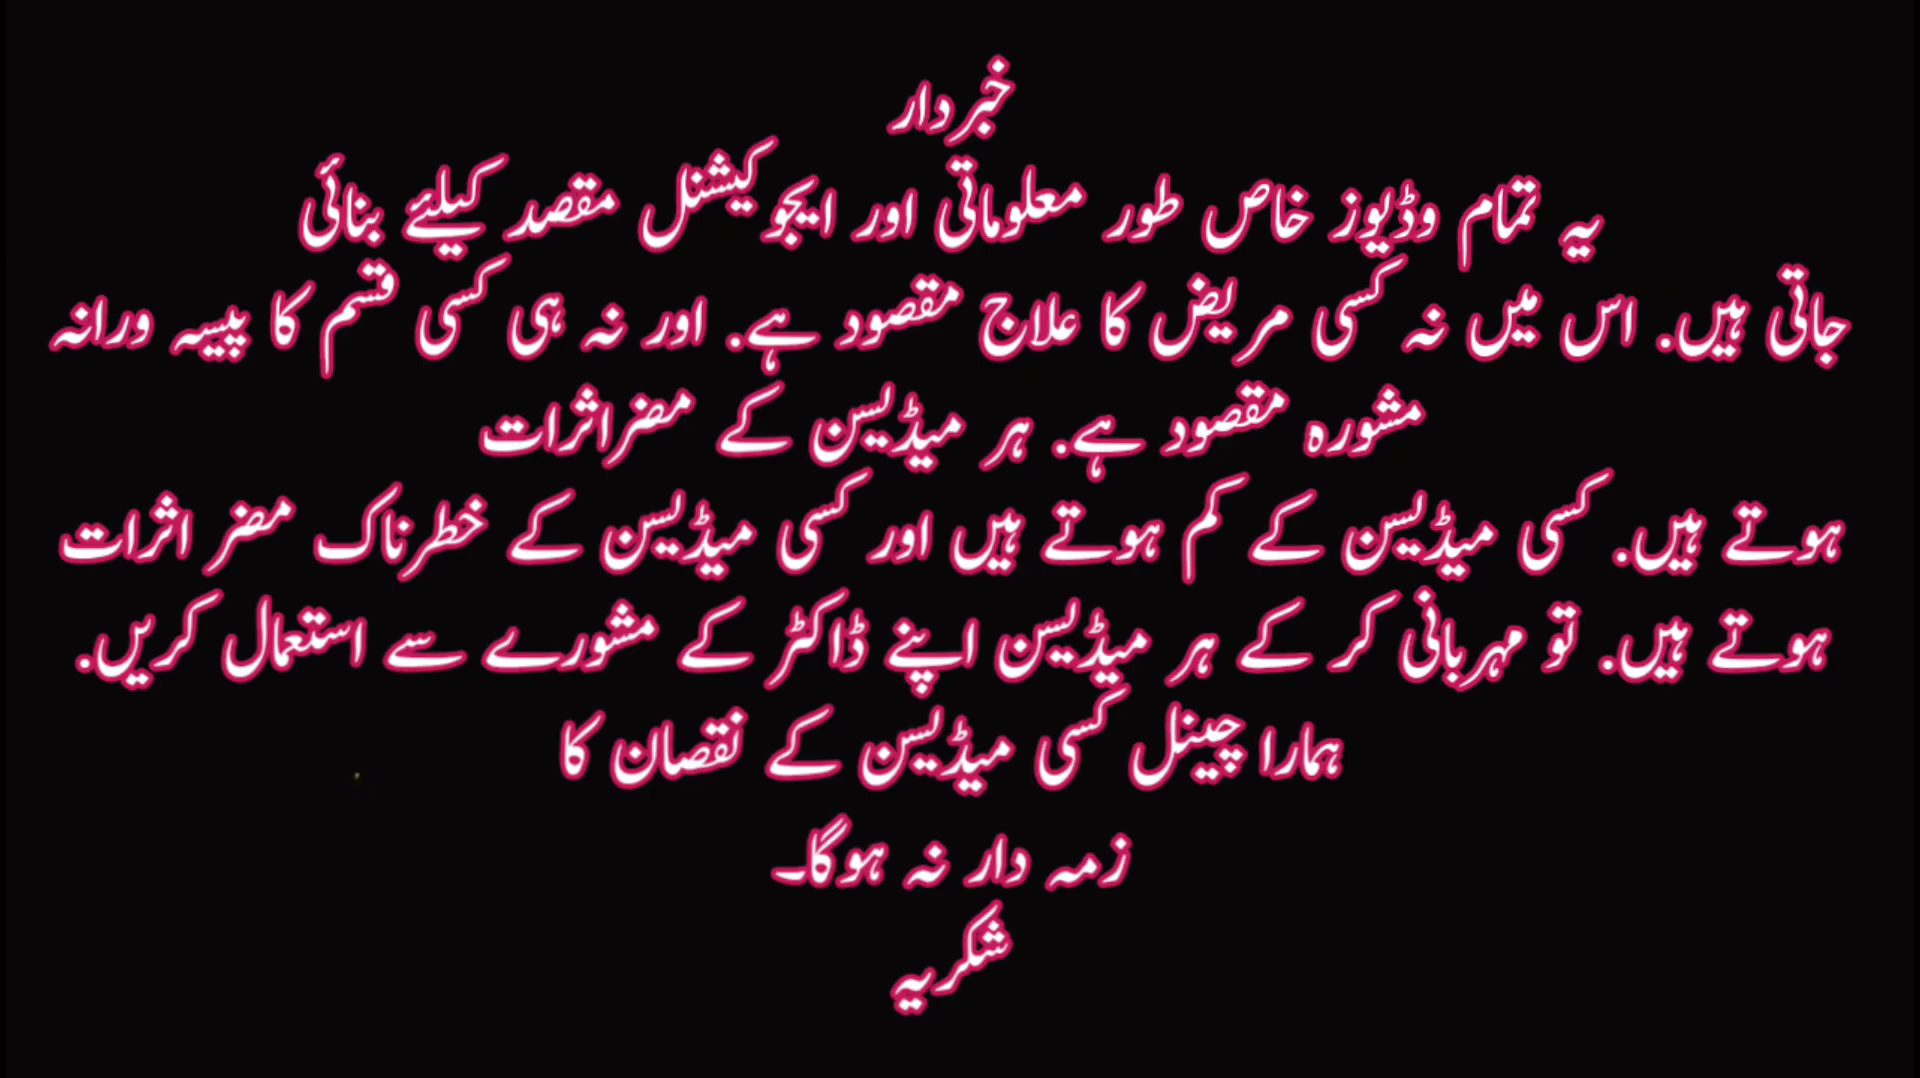 خبردار
یہ تمام وڈیوز خاص طور معلوماتی اور ایجوکیشنل مقصد کیلئے بنائی
جاتی ہیں. اس میں نہ کسی مریض کا علاج مقصود ہے. اور نہ ہی کسی قسم کا پیسہ ورانہ
مشورہ مقصود ہے. ہر میڈیسن کے مضراثرات
ہوتے ہیں. کسی میڈیسن کے کم ہوتے ہیں اور کسی میڈیسن کے خطرناک مضر اثرات
ہوتے ہیں. تو مہربانی کر کے ہر میڈیسن اپنے ڈاکٹر کے مشورے سے استعمال کریں.
ہمارا چینل کسی میڈیسن کے نقصان کا
زمہ دار نہ ہوگا۔
شکریہ